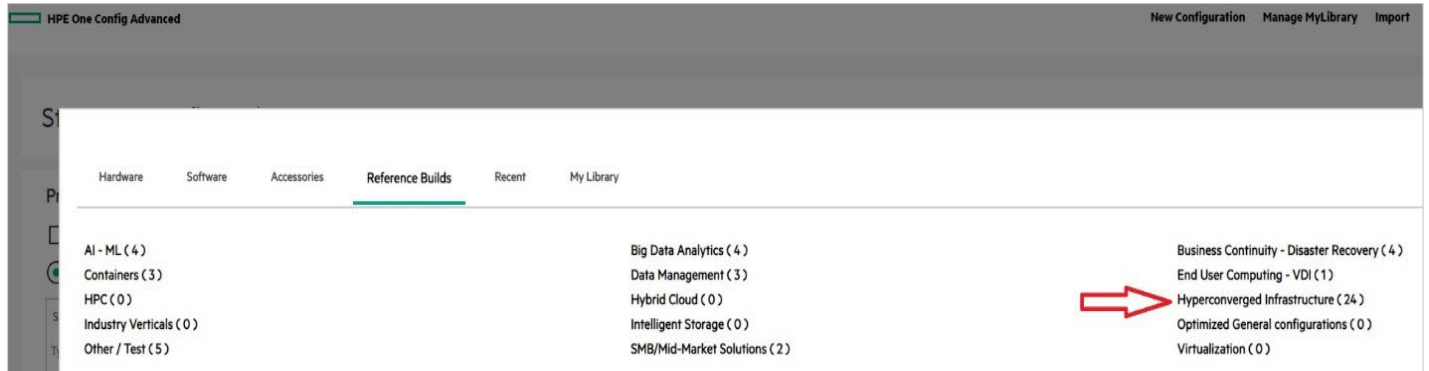 HPE One Config Advanced New Configuration Manage MyLibrary Import
St
Hardware Software Accessories Reference Builds Recent My Library
Pr
AI - ML ( 4 ) Big Data Analytics ( 4 ) Business Continuity - Disaster Recovery ( 4 )
Containers ( 3 ) Data Management ( 3 ) End User Computing - VDI ( 1 )
HPC ( 0 ) Hybrid Cloud ( 0 ) Hyperconverged Infrastructure ( 24 )
Industry Verticals ( 0 ) Intelligent Storage ( 0 ) Optimized General configurations ( 0 )
Other / Test ( 5 ) SMB/Mid-Market Solutions ( 2 ) Virtualization ( 0 )